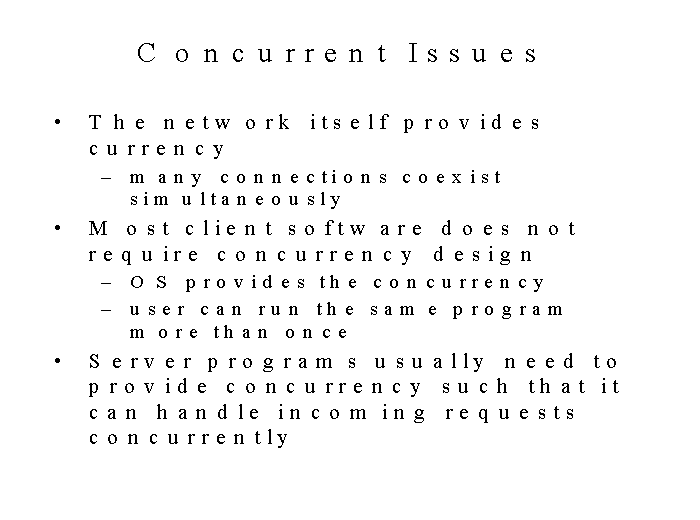 Concurrent Issues
• The network itself provides
currency
– many connections coexist
simultaneously
• Most client software does not
require concurrency design
– OS provides the concurrency
– user can run the same program
more than once
• Server programs usually need to
provide concurrency such that it
can handle incoming requests
concurrently